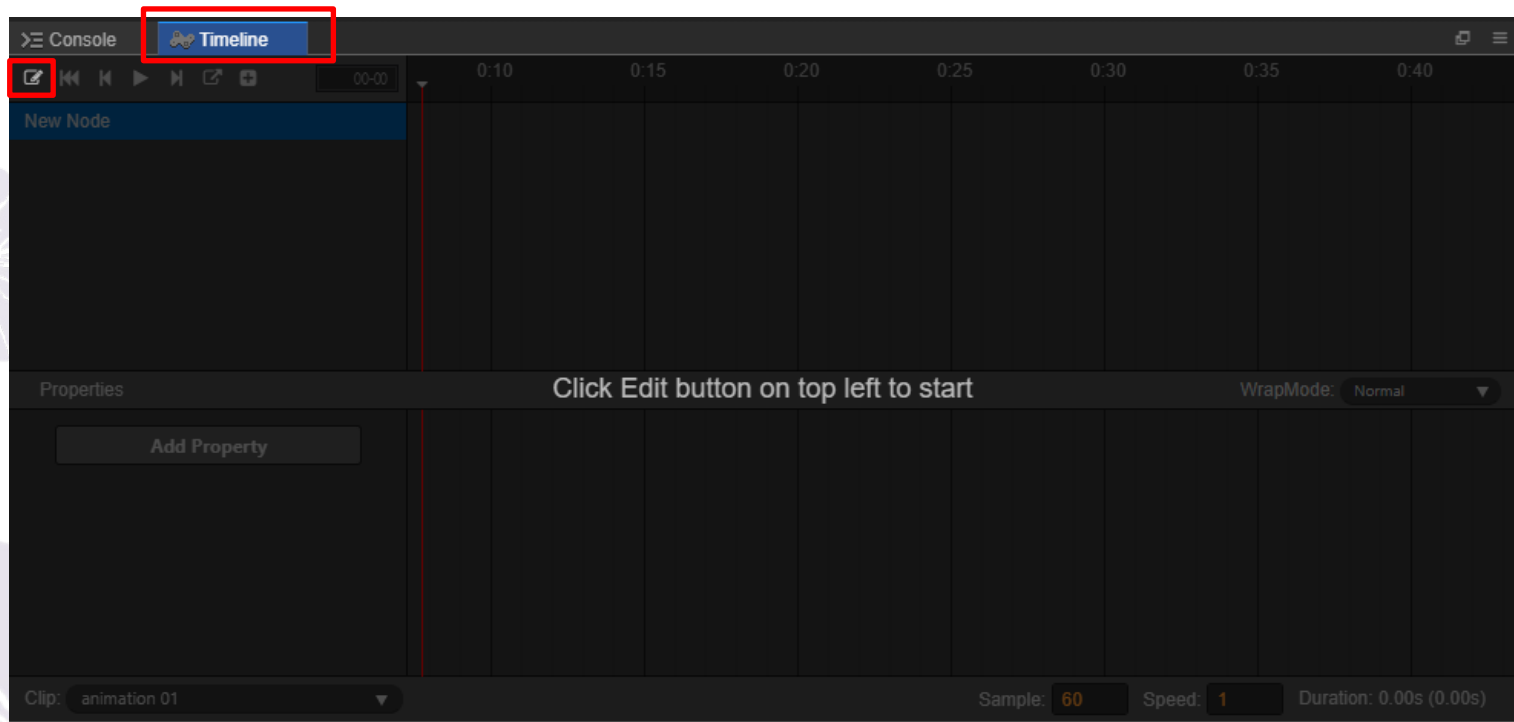 Console Timeline
00-00 0:10 0:15 0:20 0:25 0:30 0:35 0:40
New Node
Properties Click Edit button on top left to start WrapMode: Normal
Add Property
Clip: animation 01 Sample: 60 Speed: 1 Duration: 0.00s (0.00s)